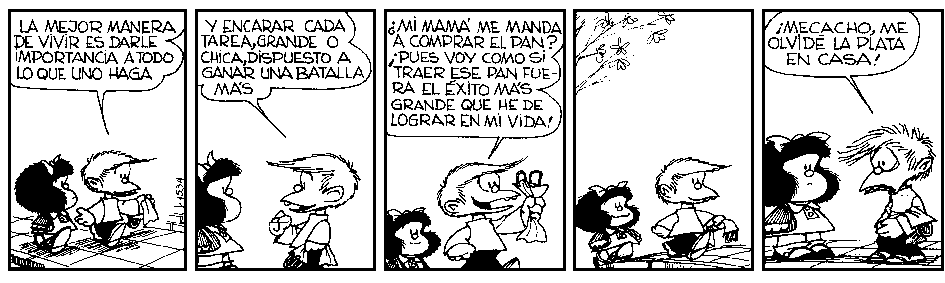 LA MEJOR MANERA
DE VIVIR ES DARLE
IMPORTANCIA A TODO
LO QUE UNO HAGA
Y ENCARAR CADA
TAREA, GRANDE O
CHICA, DISPUESTO A
GANAR UNA BATALLA
MÁS
¿MI MAMÁ ME MANDA
A COMPRAR EL PAN?
¡PUES VOY COMO SI
TRAER ESE PAN FUE-
RA EL ÉXITO MÁS
GRANDE QUE HE DE
LOGRAR EN MI VIDA!
¡MECACHO, ME
OLVIDÉ LA PLATA
EN CASA!